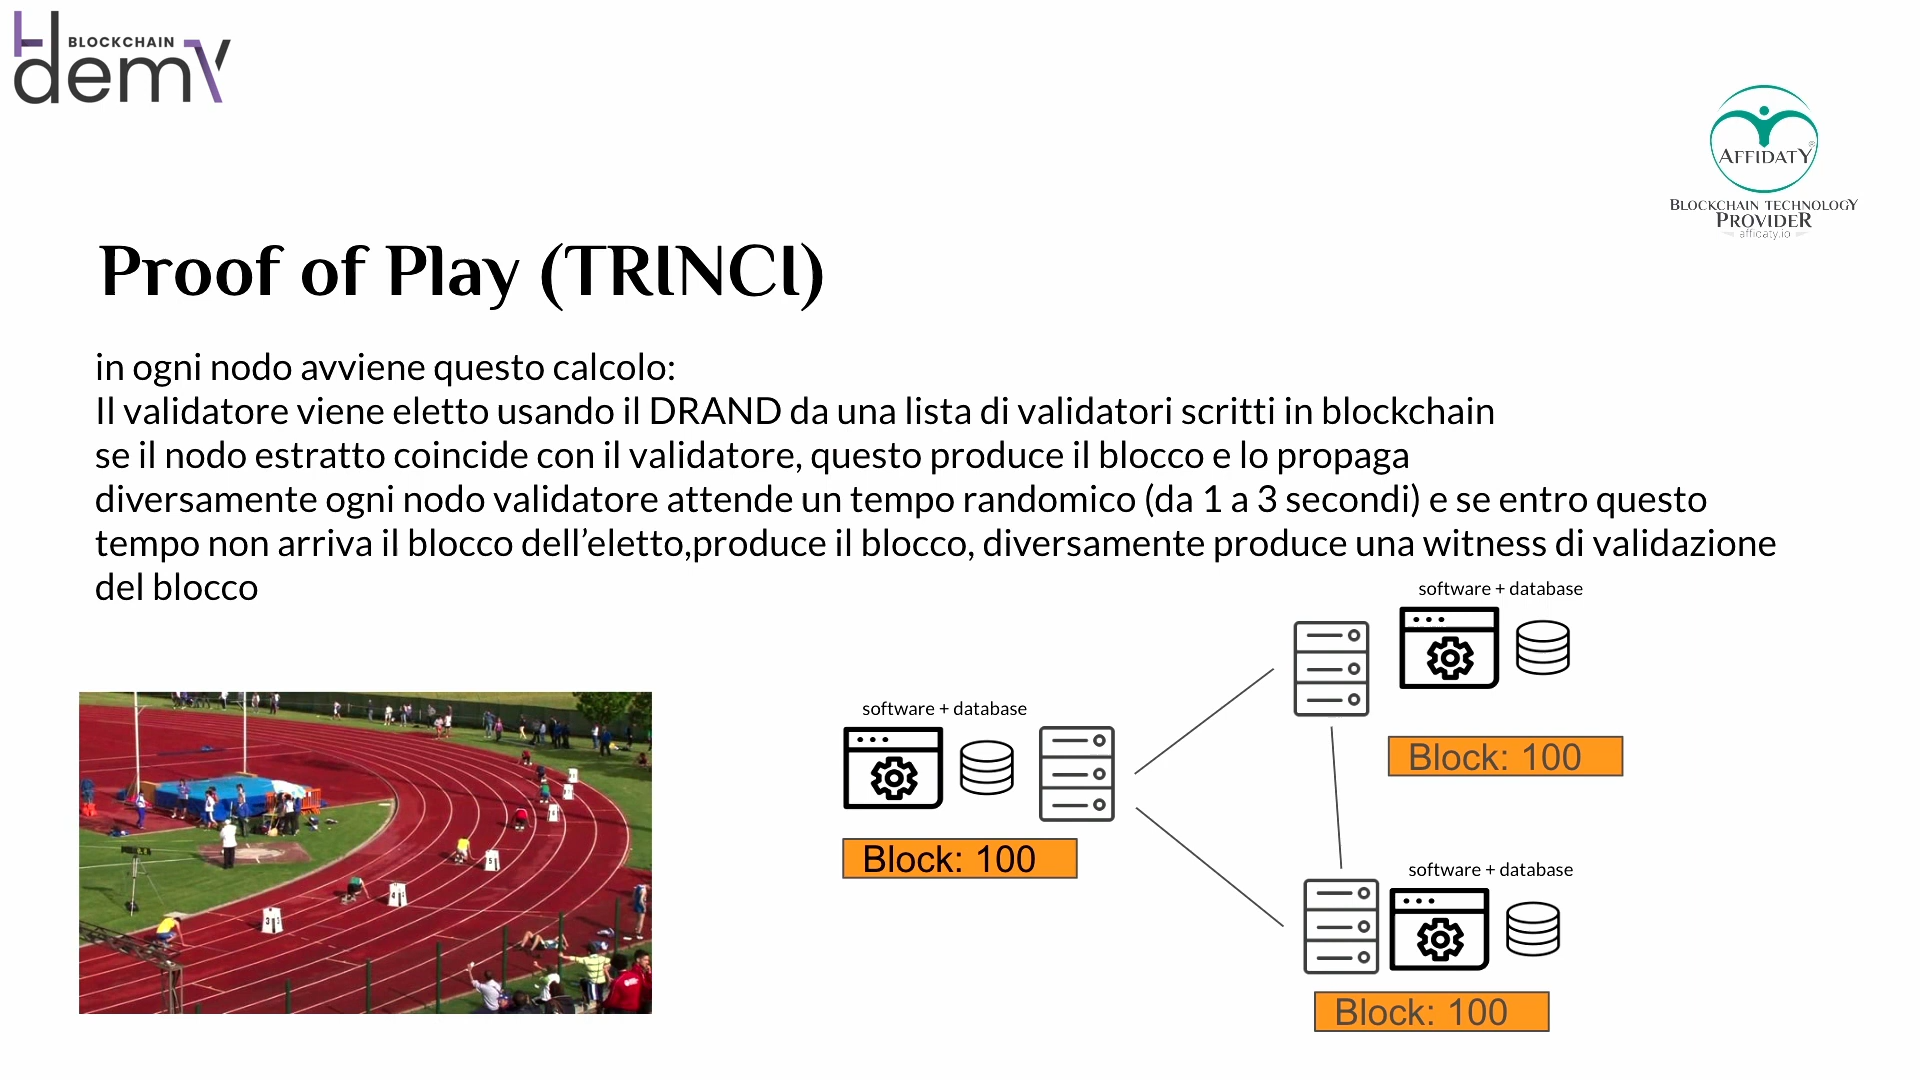 BLOCKCHAIN
demy
AFFIDATY®
BLOCKCHAIN TECHNOLOGY
PROVIDER
affidaty.io
Proof of Play (TRINCI)
in ogni nodo avviene questo calcolo:
Il validatore viene eletto usando il DRAND da una lista di validatori scritti in blockchain
se il nodo estratto coincide con il validatore, questo produce il blocco e lo propaga
diversamente ogni nodo validatore attende un tempo randomico (da 1 a 3 secondi) e se entro questo
tempo non arriva il blocco dell’eletto,produce il blocco, diversamente produce una witness di validazione
del blocco
software + database
Block: 100
software + database
Block: 100
software + database
Block: 100